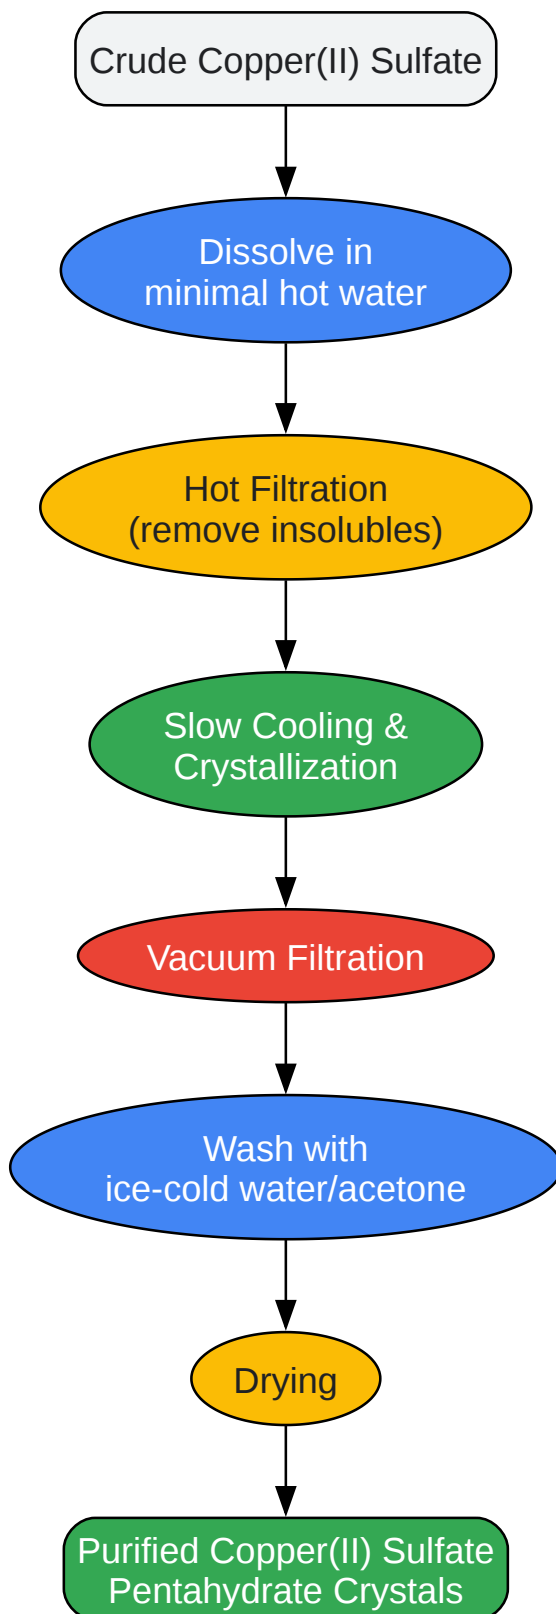 Crude Copper(II) Sulfate
Dissolve in
minimal hot water
Hot Filtration
(remove insolubles)
Slow Cooling &
Crystallization
Vacuum Filtration
Wash with
ice-cold water/acetone
Drying
Purified Copper(II) Sulfate
Pentahydrate Crystals